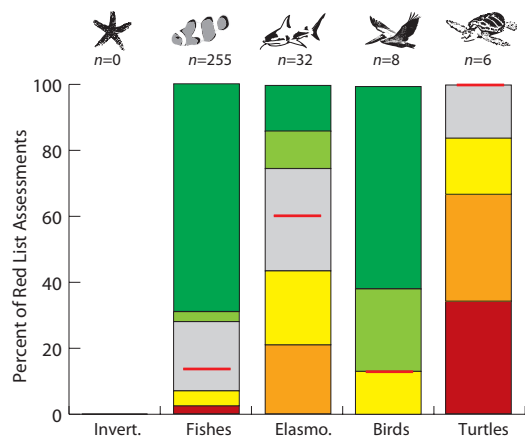 n=0 n=255 n=32 n=8 n=6
Percent of Red List Assessments
100
80
60
40
20
0
Invert. Fishes Elasmo. Birds Turtles